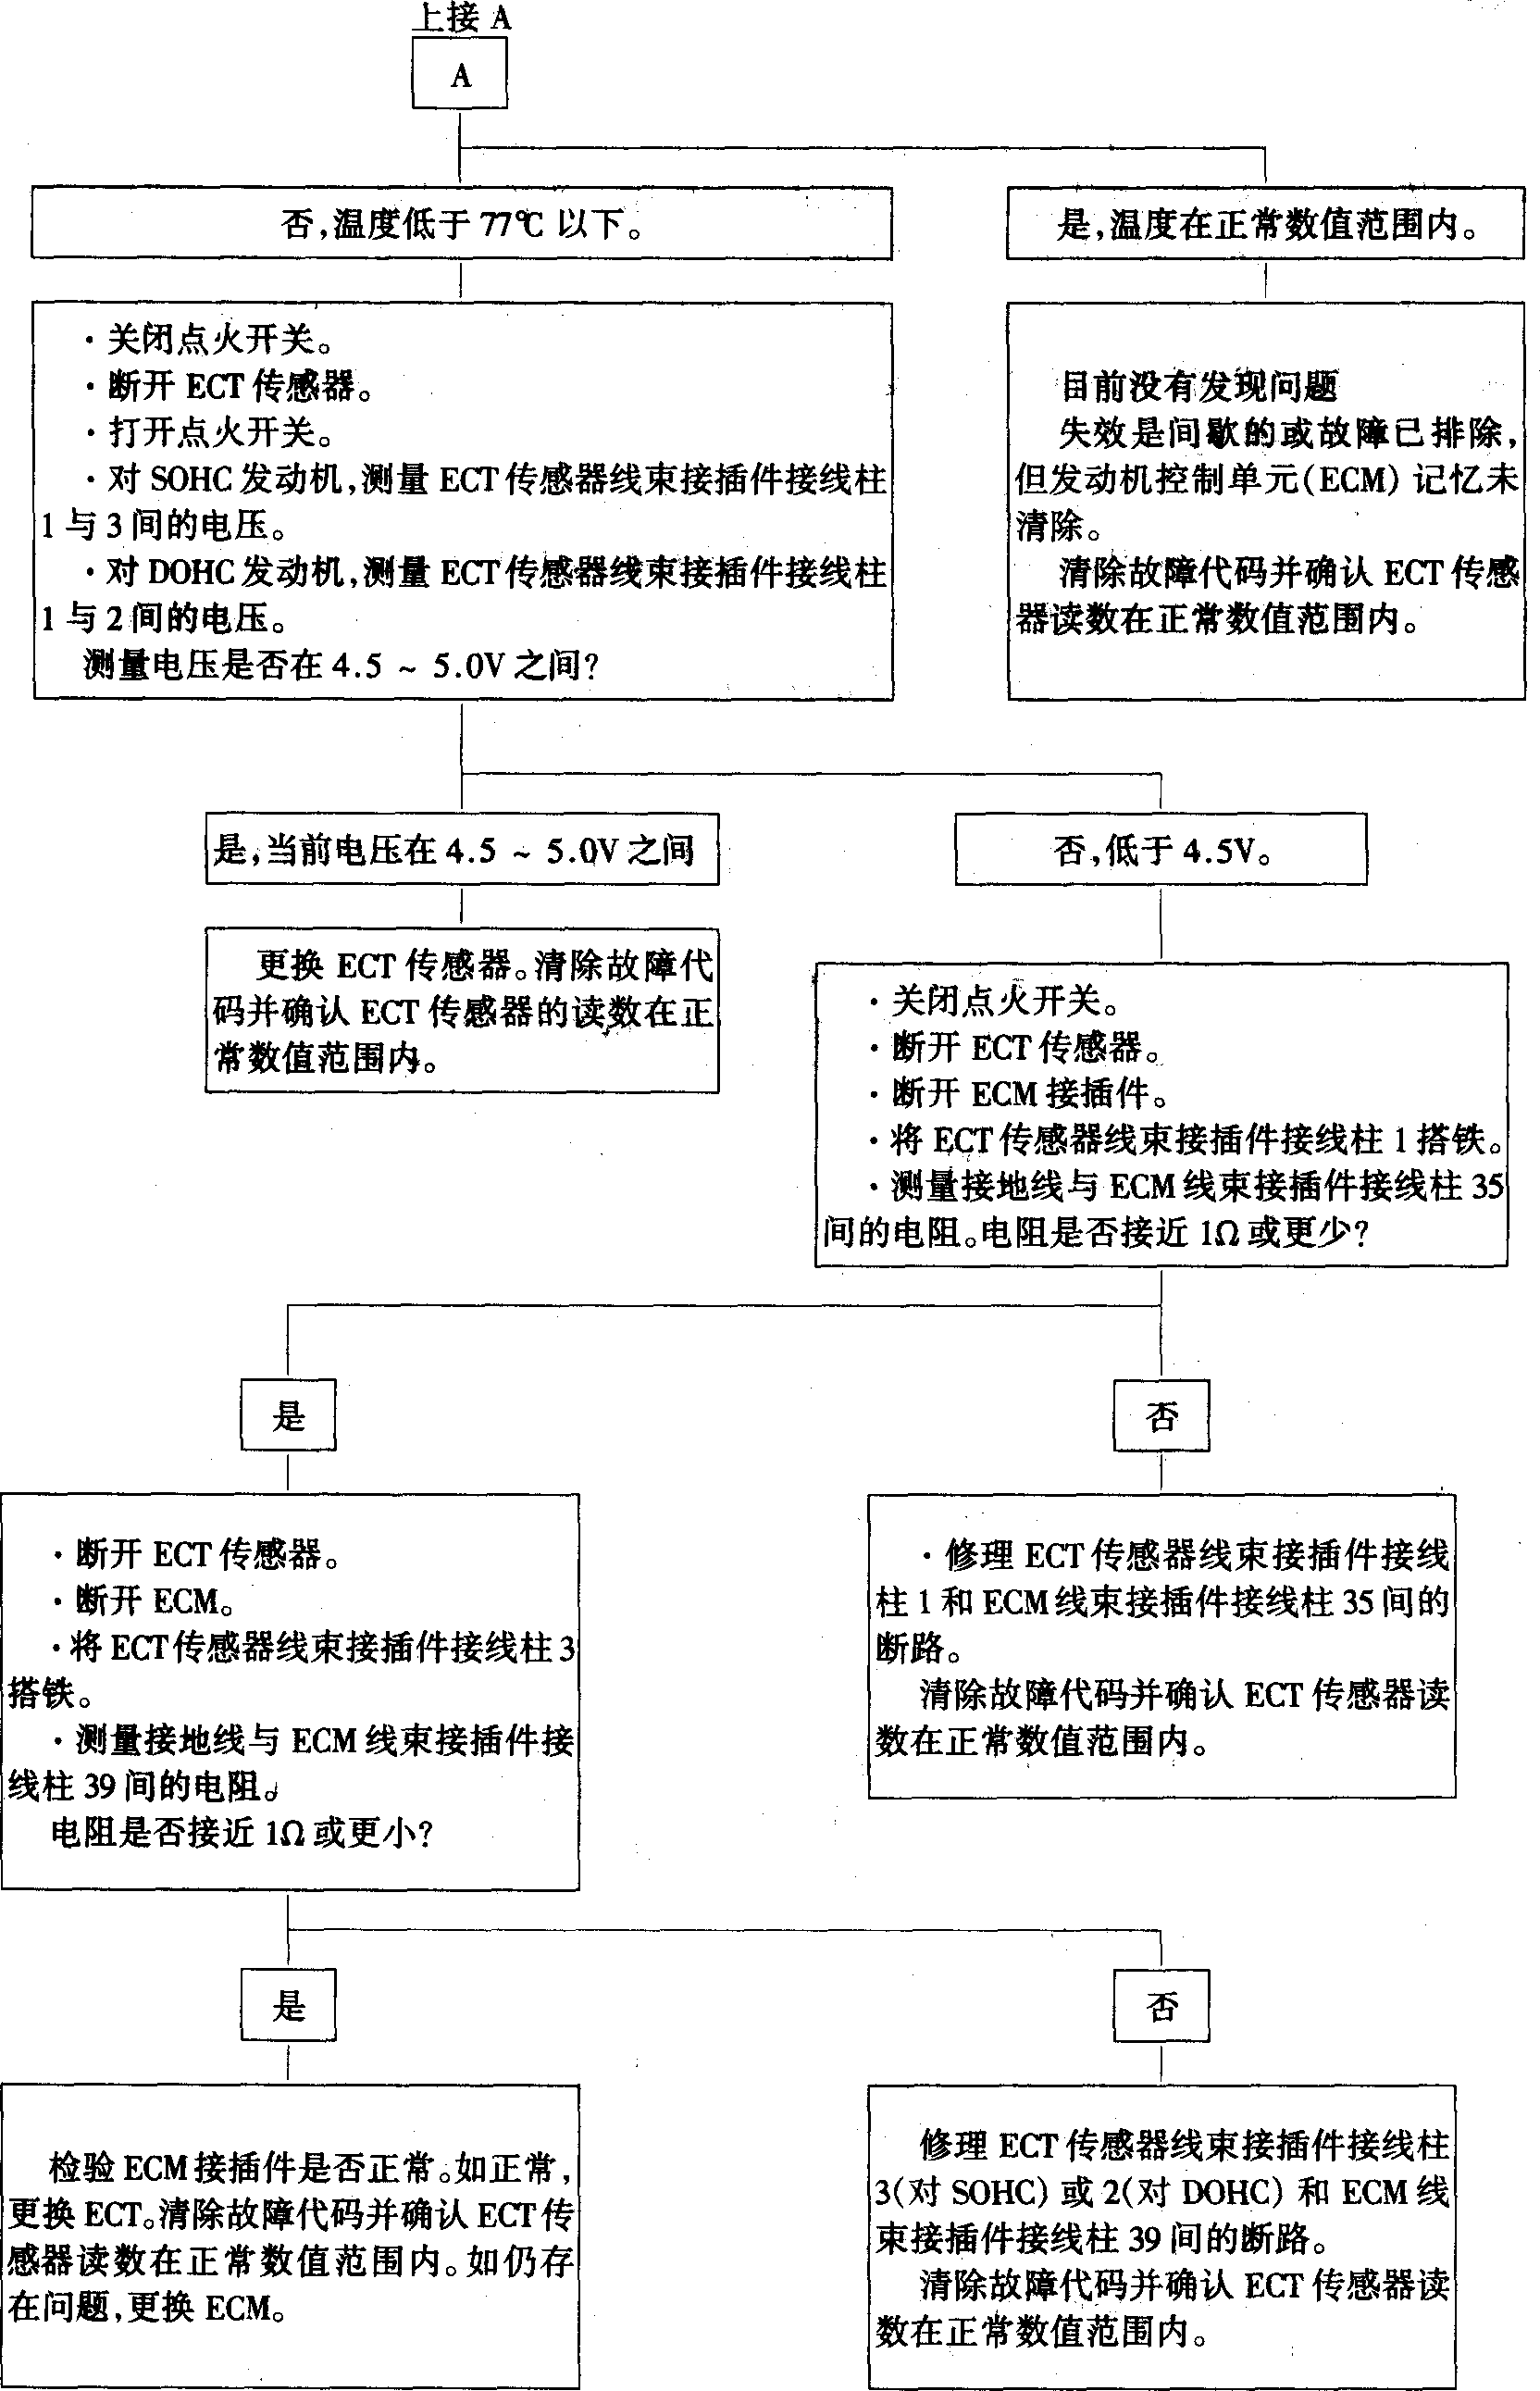 上接 A
A
否,温度低于 77℃ 以下。
是,温度在正常数值范围内。
·关闭点火开关。
·断开 ECT 传感器。
·打开点火开关。
·对 SOHC 发动机,测量 ECT 传感器线束接插件接线柱
1 与 3 间的电压。
·对 DOHC 发动机,测量 ECT 传感器线束接插件接线柱
1 与 2 间的电压。
测量电压是否在 4.5 ~ 5.0V 之间?
目前没有发现问题
失效是间歇的或故障已排除,
但发动机控制单元(ECM) 记忆未
清除。
清除故障代码并确认 ECT 传感
器读数在正常数值范围内。
是,当前电压在 4.5 ~ 5.0V 之间
否,低于 4.5V。
更换 ECT 传感器。清除故障代
码并确认 ECT 传感器的读数在正
常数值范围内。
·关闭点火开关。
·断开 ECT 传感器。
·断开 ECM 接插件。
·将 ECT 传感器线束接插件接线柱 1 搭铁。
·测量接地线与 ECM 线束接插件接线柱 35
间的电阻。电阻是否接近 1Ω 或更少?
是
否
·断开 ECT 传感器。
·断开 ECM。
·将 ECT 传感器线束接插件接线柱 3
搭铁。
·测量接地线与 ECM 线束接插件接
线柱 39 间的电阻。
电阻是否接近 1Ω 或更小?
·修理 ECT 传感器线束接插件接线
柱 1 和 ECM 线束接插件接线柱 35 间的
断路。
清除故障代码并确认 ECT 传感器读
数在正常数值范围内。
是
否
检验 ECM 接插件是否正常。如正常,
更换 ECT。清除故障代码并确认 ECT 传
感器读数在正常数值范围内。如仍存
在问题,更换 ECM。
修理 ECT 传感器线束接插件接线柱
3(对 SOHC) 或 2(对 DOHC) 和 ECM 线
束接插件接线柱 39 间的断路。
清除故障代码并确认 ECT 传感器读
数在正常数值范围内。